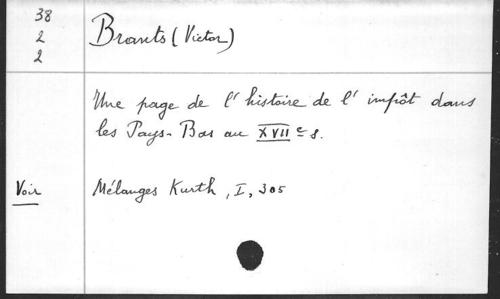 38
2
2
Brants (Victor)
Une page de l'histoire de l'impôt dans
les Pays-Bas au XVIIe s.
Voir
Mélanges Kurth, I, 305